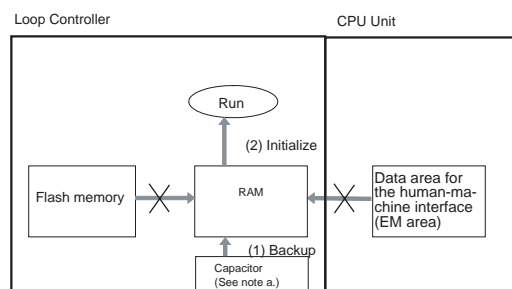 Loop Controller
CPU Unit
Run
(2) Initialize
Flash memory
RAM
Data area for
the human-ma-
chine interface
(EM area)
(1) Backup
Capacitor
(See note a.)